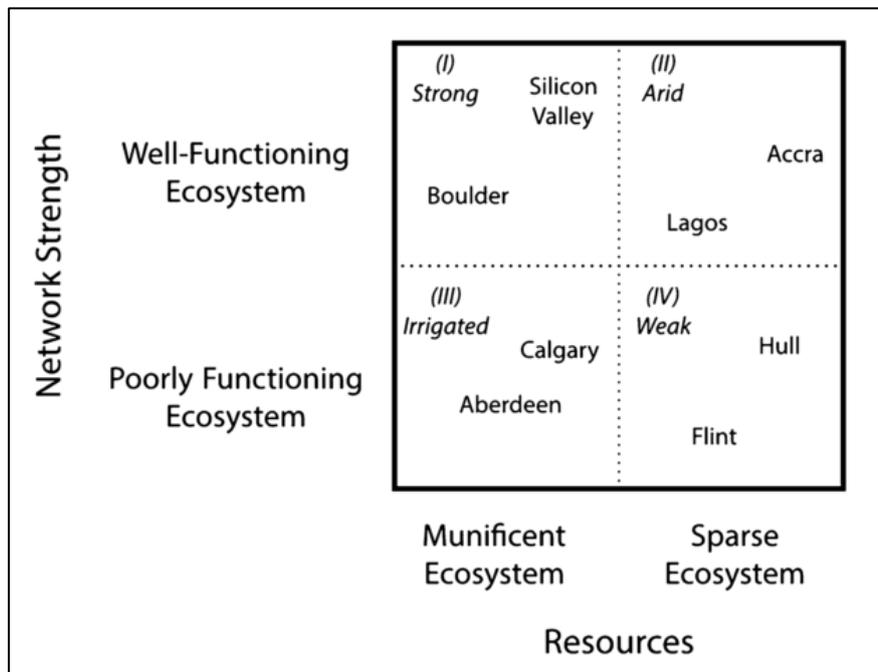 Network Strength
Well-Functioning
Ecosystem
Poorly Functioning
Ecosystem
(I)
Strong
Silicon
Valley
Boulder
(II)
Arid
Accra
Lagos
(III)
Irrigated
Calgary
Aberdeen
(IV)
Weak
Hull
Flint
Munificent
Ecosystem
Sparse
Ecosystem
Resources